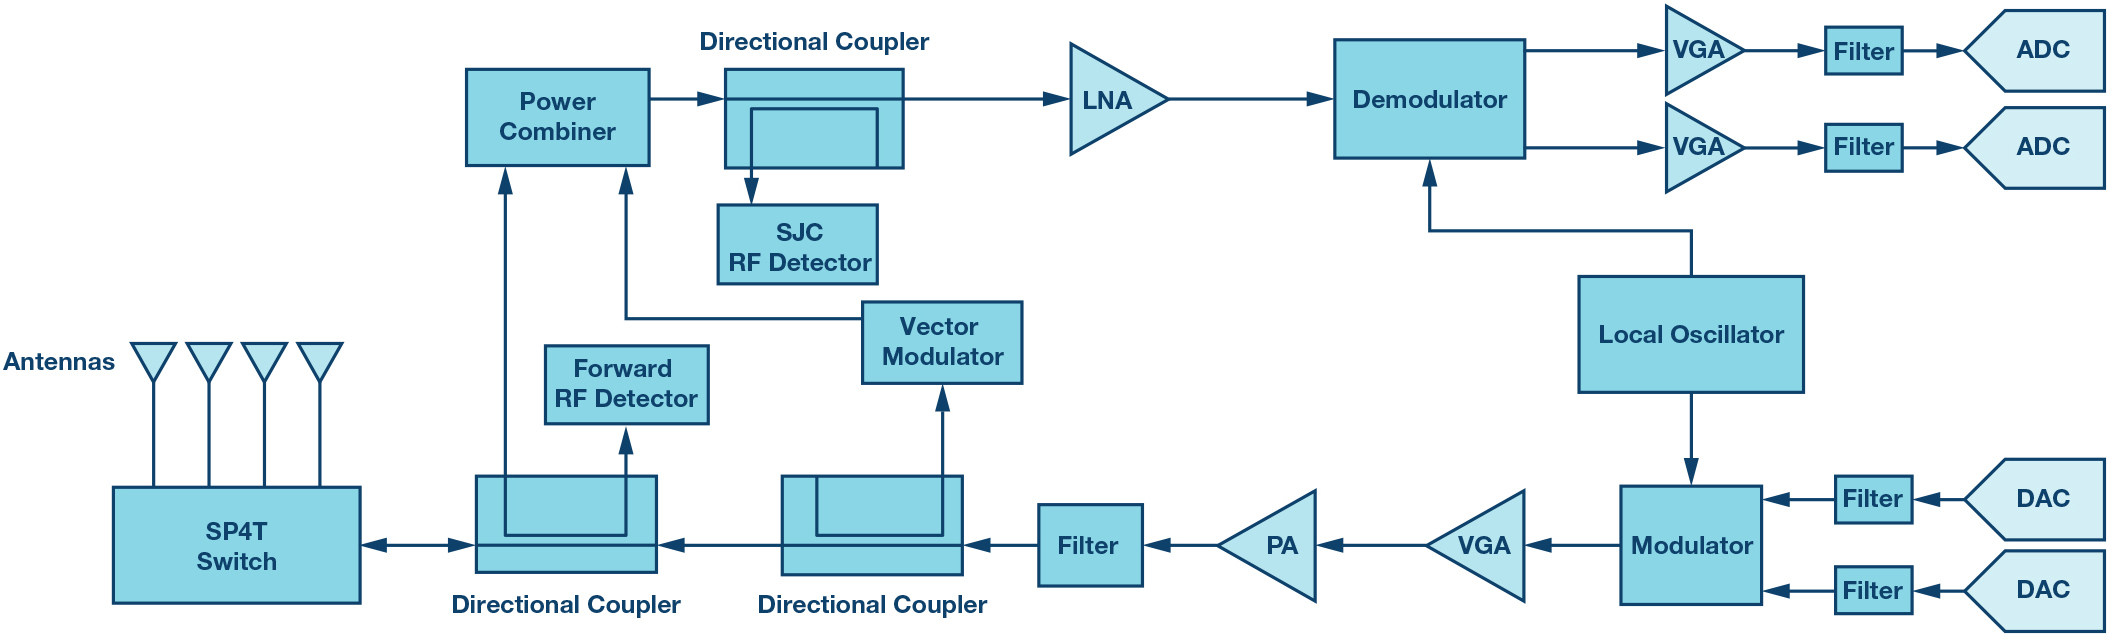 Directional Coupler
Power
Combiner
LNA
Demodulator
VGA
Filter
ADC
VGA
Filter
ADC
SJC
RF Detector
Vector
Modulator
Local Oscillator
Antennas
Forward
RF Detector
SP4T
Switch
Directional Coupler
Directional Coupler
Filter
PA
VGA
Modulator
Filter
DAC
Filter
DAC